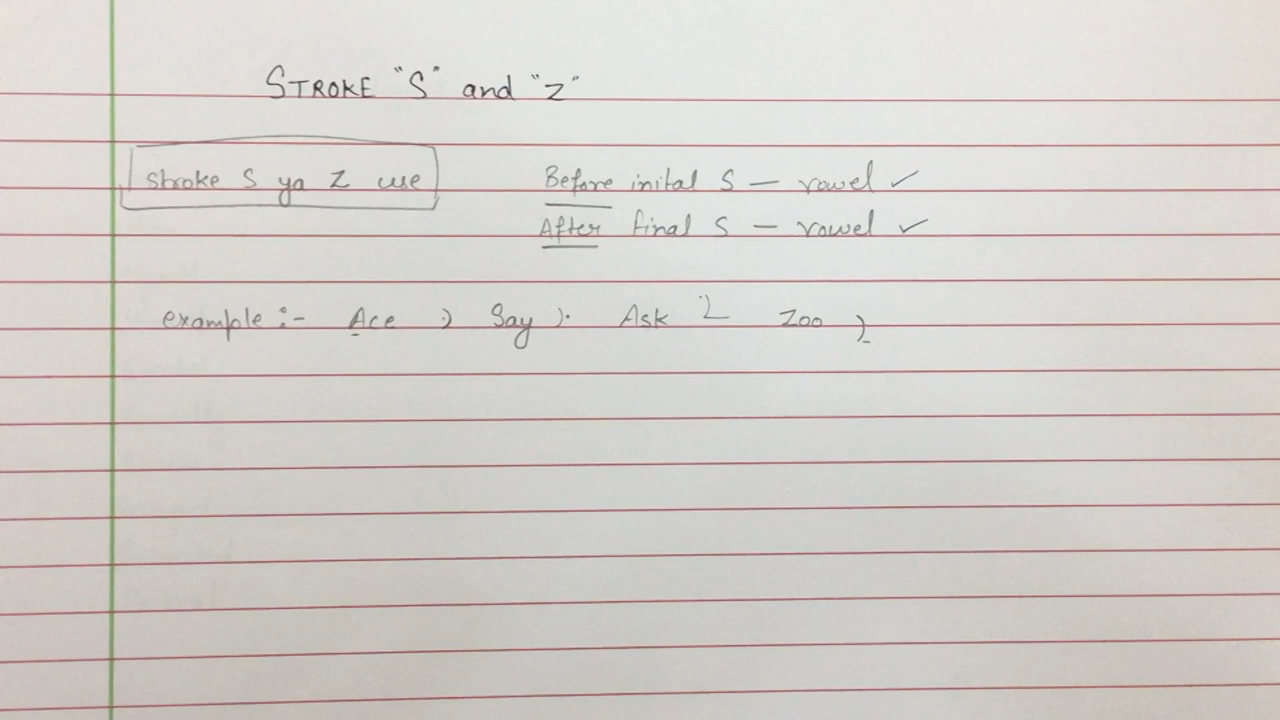 STROKE "S" and "Z"
stroke S ya Z use
Before inital S – vowel ✓
After final S – vowel ✓
example :- Ace Say Ask Zoo